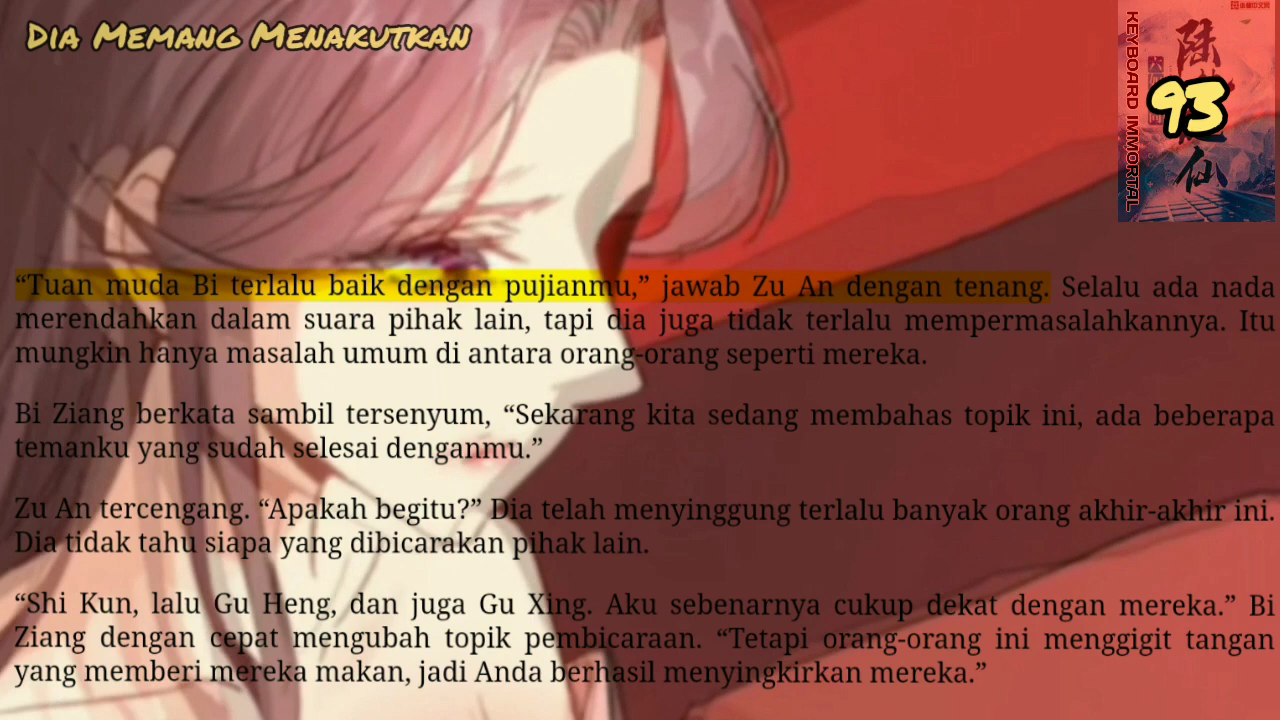 Dia Memang Menakutkan
KEYBOARD IMMORTAL
93
仙
“Tuan muda Bi terlalu baik dengan pujianmu,” jawab Zu An dengan tenang. Selalu ada nada
merendahkan dalam suara pihak lain, tapi dia juga tidak terlalu mempermasalahkannya. Itu
mungkin hanya masalah umum di antara orang-orang seperti mereka.
Bi Ziang berkata sambil tersenyum, “Sekarang kita sedang membahas topik ini, ada beberapa
temanku yang sudah selesai denganmu.”
Zu An tercengang. “Apakah begitu?” Dia telah menyinggung terlalu banyak orang akhir-akhir ini.
Dia tidak tahu siapa yang dibicarakan pihak lain.
“Shi Kun, lalu Gu Heng, dan juga Gu Xing. Aku sebenarnya cukup dekat dengan mereka.” Bi
Ziang dengan cepat mengubah topik pembicaraan. “Tetapi orang-orang ini menggigit tangan
yang memberi mereka makan, jadi Anda berhasil menyingkirkan mereka.”